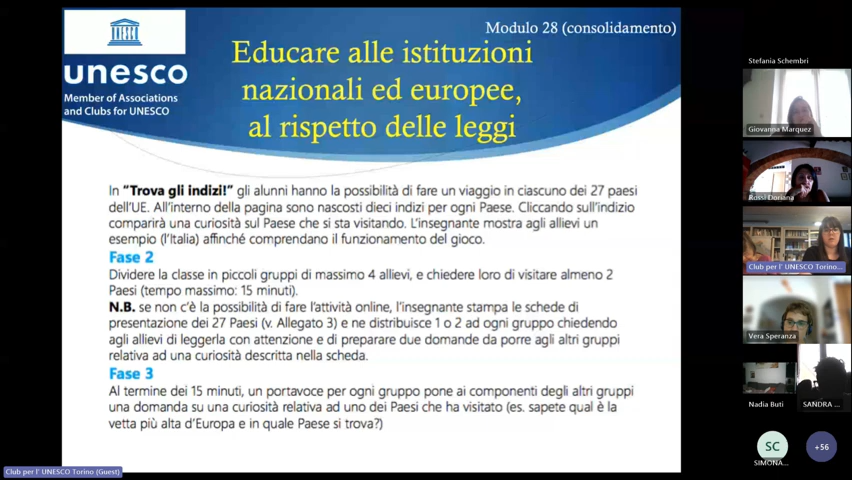 Modulo 28 (consolidamento)
Educare alle istituzioni
nazionali ed europee,
al rispetto delle leggi
unesco
Member of Associations
and Clubs for UNESCO
In “Trova gli indizi!” gli alunni hanno la possibilità di fare un viaggio in ciascuno dei 27 paesi
dell’UE. All’interno della pagina sono nascosti dieci indizi per ogni Paese. Cliccando sull’indizio
comparirà una curiosità sul Paese che si sta visitando. L’insegnante mostra agli allievi un
esempio (l’Italia) affinché comprendano il funzionamento del gioco.
Fase 2
Dividere la classe in piccoli gruppi di massimo 4 allievi, e chiedere loro di visitare almeno 2
Paesi (tempo massimo: 15 minuti).
N.B. se non c’è la possibilità di fare l’attività online, l’insegnante stampa le schede di
presentazione dei 27 Paesi (v. Allegato 3) e ne distribuisce 1 o 2 ad ogni gruppo chiedendo
agli allievi di leggerla con attenzione e di preparare due domande da porre agli altri gruppi
relativa ad una curiosità descritta nella scheda.
Fase 3
Al termine dei 15 minuti, un portavoce per ogni gruppo pone ai componenti degli altri gruppi
una domanda su una curiosità relativa ad uno dei Paesi che ha visitato (es. sapete qual è la
vetta più alta d’Europa e in quale Paese si trova?)
Club per l' UNESCO Torino (Guest)
Stefania Schembri
Giovanna Marquez
Rossi Doriana
Club per l' UNESCO Torino...
Vera Speranza
Nadia Buti
SANDRA ...
SC
SIMONA...
+56